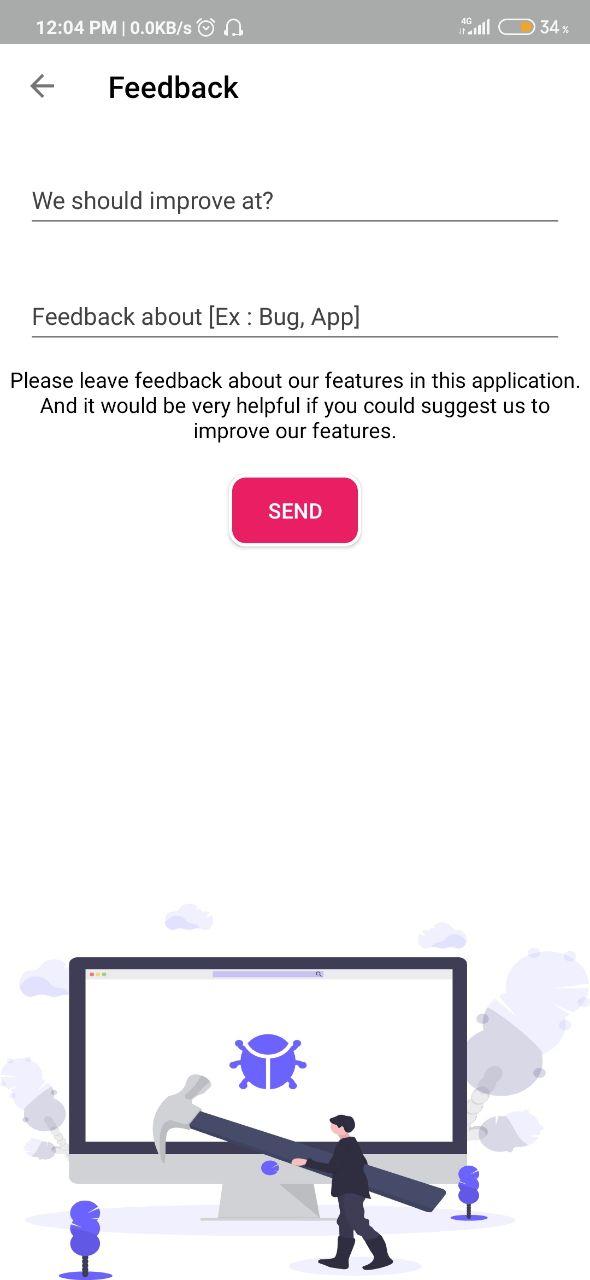 12:04 PM | 0.0KB/s 4G 34 %
Feedback
We should improve at?
Feedback about [Ex : Bug, App]
Please leave feedback about our features in this application.
And it would be very helpful if you could suggest us to
improve our features.
SEND